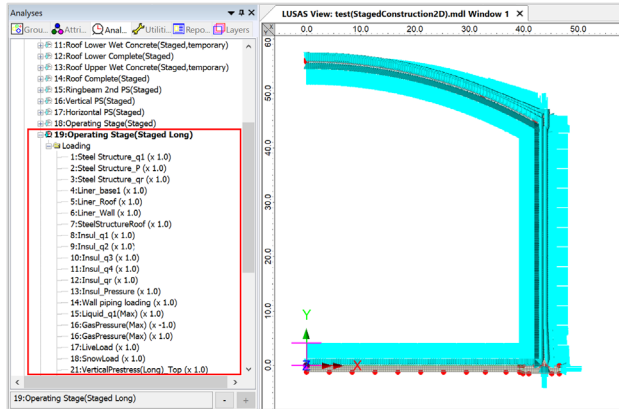 Analyses
Grou... Attri... Anal... Utiliti... Repo... Layers
11:Roof Lower Wet Concrete(Staged,temporary)
12:Roof Lower Complete(Staged)
13:Roof Upper Wet Concrete(Staged,temporary)
14:Roof Complete(Staged)
15:Ringbeam 2nd PS(Staged)
16:Vertical PS(Staged)
17:Horizontal PS(Staged)
18:Operating Stage(Staged)
19:Operating Stage(Staged Long)
Loading
1:Steel Structure_q1 (x 1.0)
2:Steel Structure_P (x 1.0)
3:Steel Structure_qr (x 1.0)
4:Liner_base1 (x 1.0)
5:Liner_Roof (x 1.0)
6:Liner_Wall (x 1.0)
7:SteelStructureRoof (x 1.0)
8:Insul_q1 (x 1.0)
9:Insul_q2 (x 1.0)
10:Insul_q3 (x 1.0)
11:Insul_q4 (x 1.0)
12:Insul_qr (x 1.0)
13:Insul_Pressure (x 1.0)
14:Wall piping loading (x 1.0)
15:Liquid_q1(Max) (x 1.0)
16:GasPressure(Max) (x -1.0)
16:GasPressure(Max) (x 1.0)
17:LiveLoad (x 1.0)
18:SnowLoad (x 1.0)
21:VerticalPrestress(Long)_Top (x 1.0)
19:Operating Stage(Staged Long)
LUSAS View: test(StagedConstruction2D).mdl Window 1
X
Y
0.0 10.0 20.0 30.0 40.0 50.0
60
50.0
40.0
30.0
20.0
10.0
0.0
Y
X